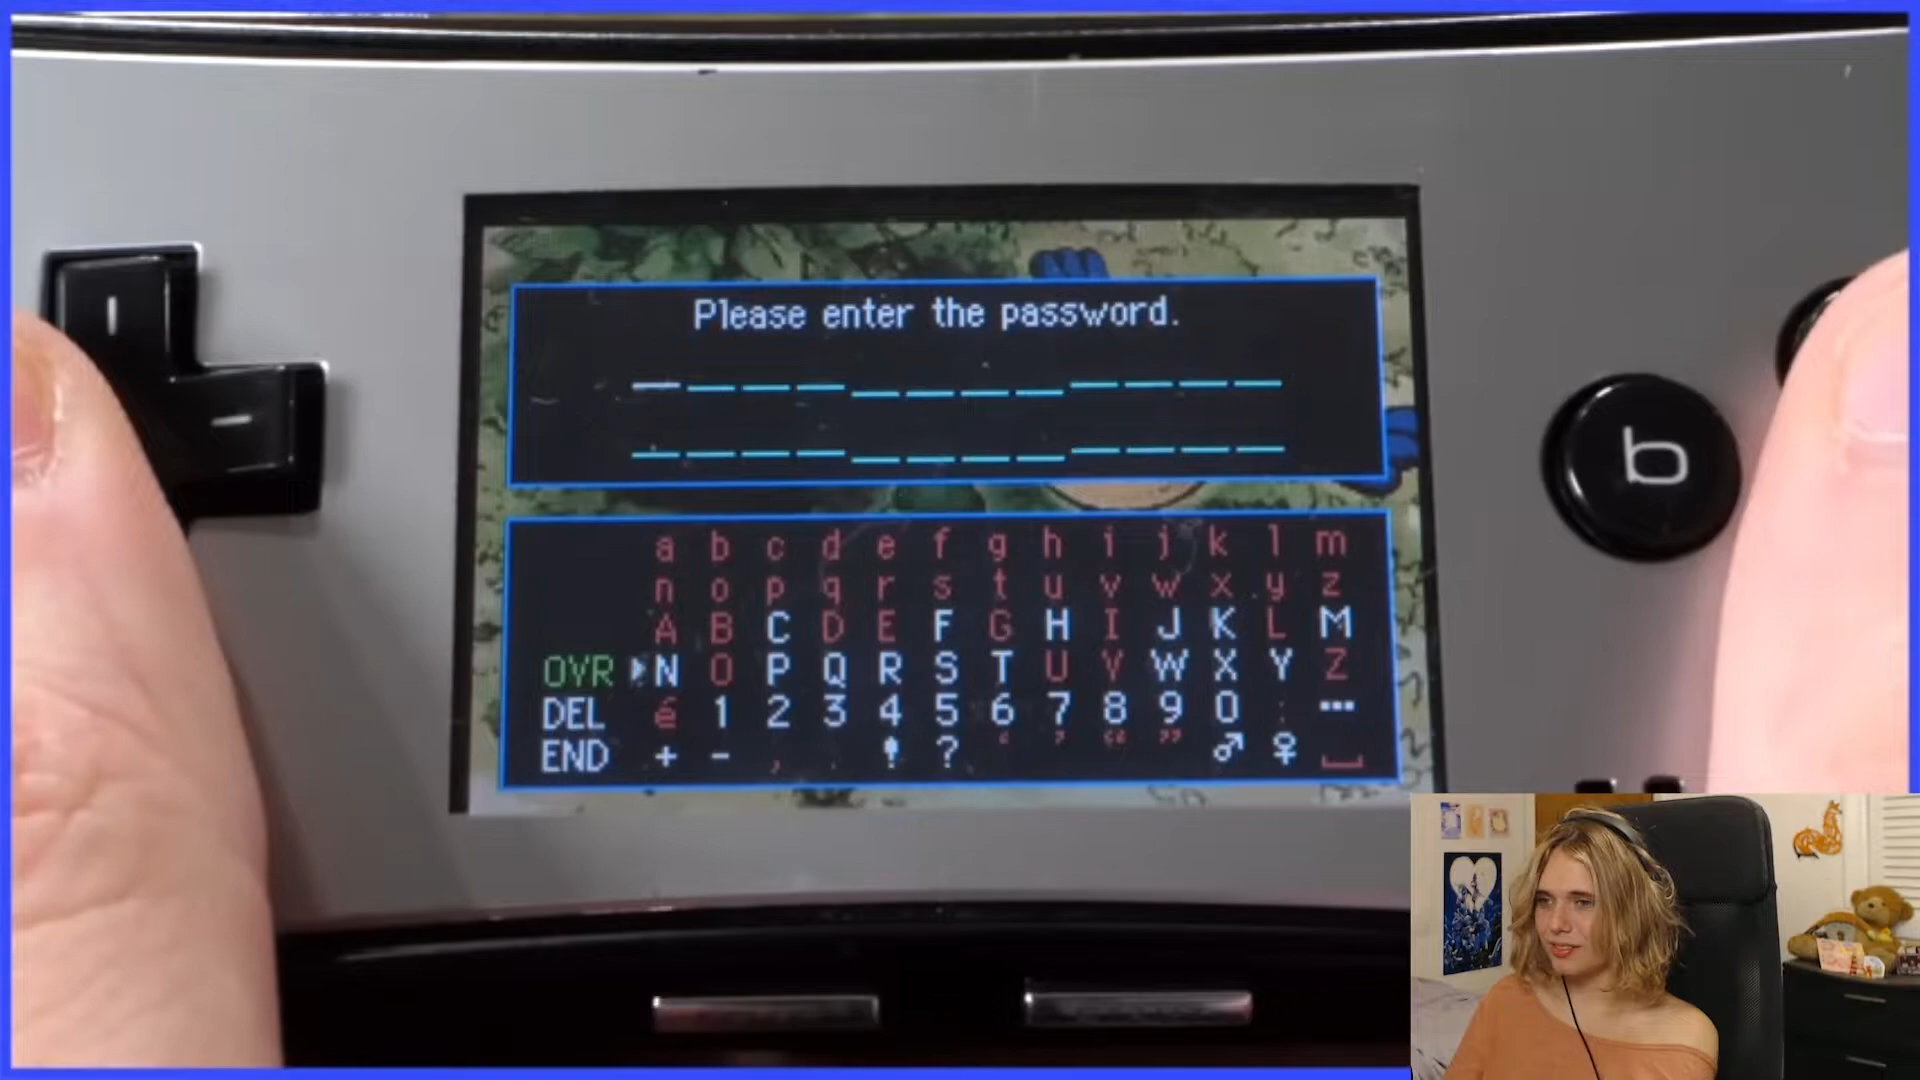 Please enter the password.
a b c d e f g h i j k l m
n o p q r s t u v w x y z
A B C D E F G H I J K L M
OVR N O P Q R S T U V W X Y Z
DEL é 1 2 3 4 5 6 7 8 9 0 : …
END + - , . ! ? ‘ ’ “ ” ♂ ♀ ⎵
b